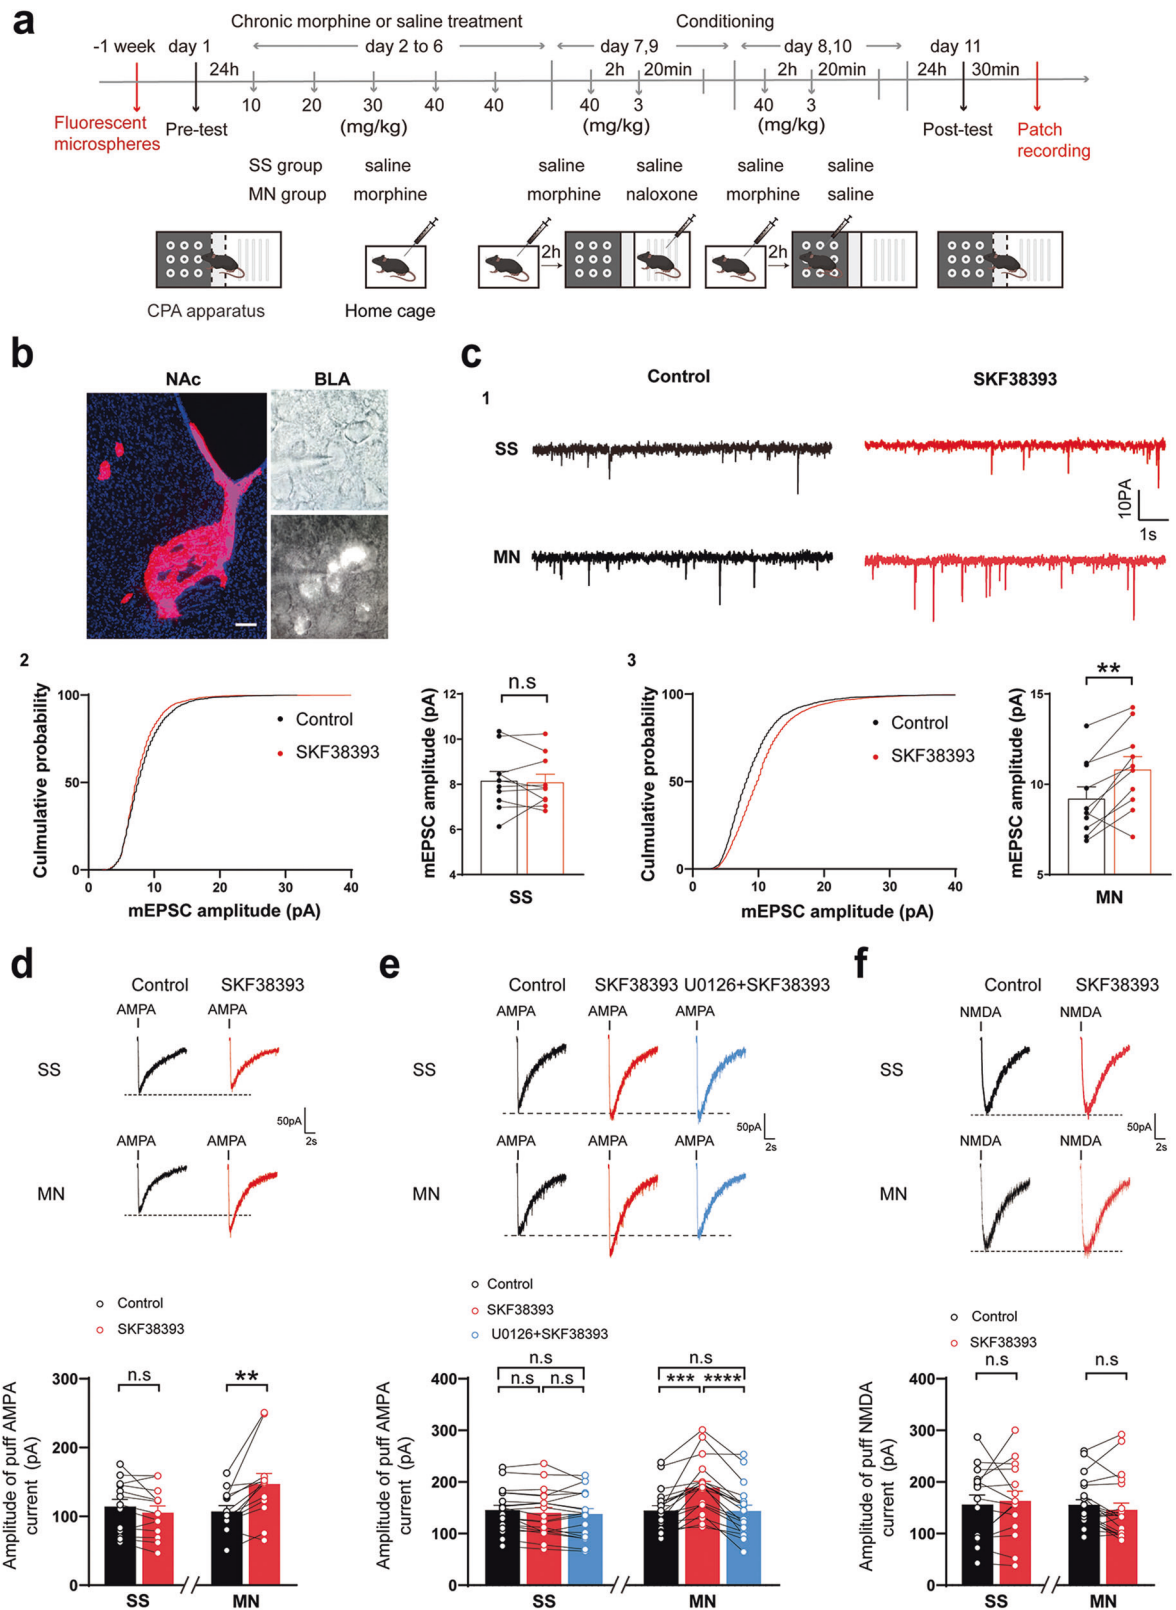 a
Chronic morphine or saline treatment
Conditioning
-1 week day 1 day 2 to 6 day 7,9 day 8,10 day 11
24h 2h 20min 2h 20min 24h 30min
10 20 30 40 40 40 3 40 3
Fluorescent microspheres
Pre-test
(mg/kg) (mg/kg) (mg/kg)
Post-test
Patch recording
SS group saline saline saline saline saline
MN group morphine morphine naloxone morphine saline
2h 2h
CPA apparatus
Home cage
b
NAc BLA
c
Control SKF38393
1
SS
10PA
1s
MN
2
Culmulative probability
100
50
0
0 10 20 30 40
mEPSC amplitude (pA)
Control
SKF38393
mEPSC amplitude (pA)
12
10
8
6
4
n.s
SS
3
Culmulative probability
100
50
0
0 10 20 30 40
mEPSC amplitude (pA)
Control
SKF38393
mEPSC amplitude (pA)
15
10
5
**
MN
d
Control SKF38393
AMPA AMPA
SS
50pA
2s
AMPA AMPA
MN
Control
SKF38393
Amplitude of puff AMPA
current (pA)
300
200
100
0
n.s **
SS MN
e
Control SKF38393 U0126+SKF38393
AMPA AMPA AMPA
SS
50pA
2s
AMPA AMPA AMPA
MN
Control
SKF38393
U0126+SKF38393
Amplitude of puff AMPA
current (pA)
400
300
200
100
0
n.s n.s
n.s n.s *** ****
SS MN
f
Control SKF38393
NMDA NMDA
SS
50pA
2s
NMDA NMDA
MN
Control
SKF38393
Amplitude of puff NMDA
current (pA)
400
300
200
100
0
n.s n.s
SS MN